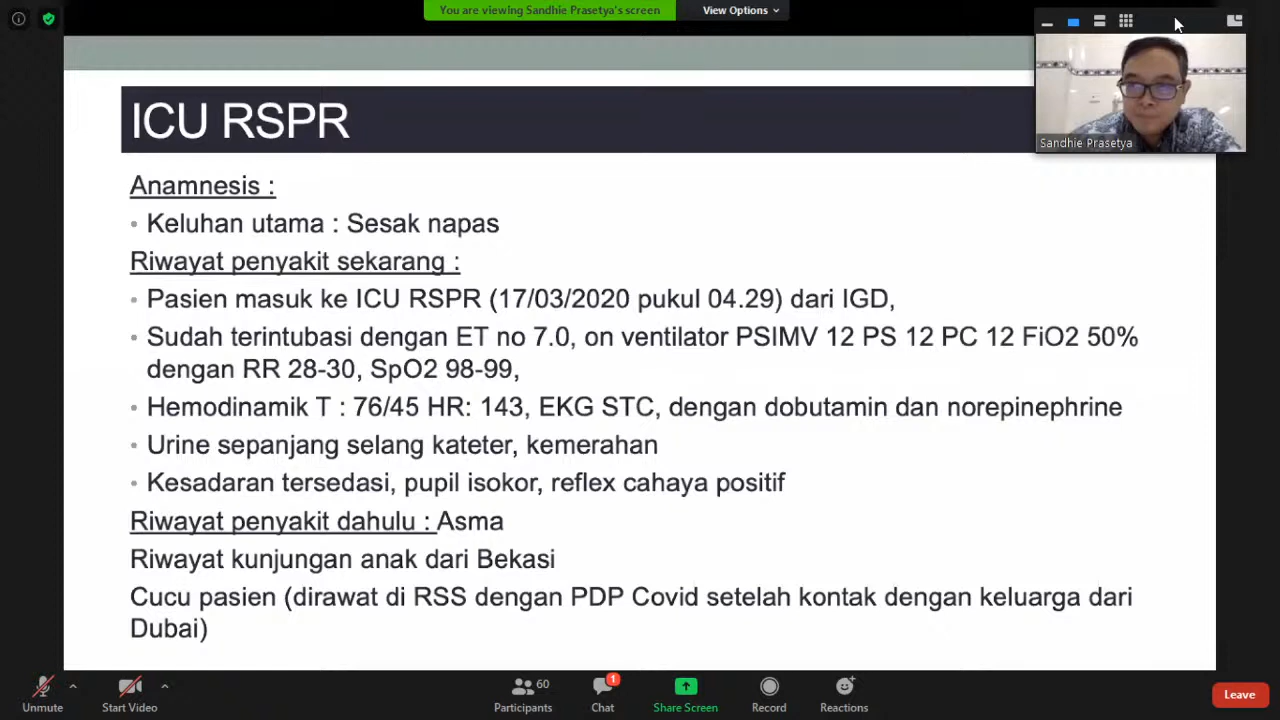 You are viewing Sandhie Prasetya's screen
View Options
ICU RSPR
Sandhie Prasetya
Anamnesis :
• Keluhan utama : Sesak napas
Riwayat penyakit sekarang :
• Pasien masuk ke ICU RSPR (17/03/2020 pukul 04.29) dari IGD,
• Sudah terintubasi dengan ET no 7.0, on ventilator PSIMV 12 PS 12 PC 12 FiO2 50%
dengan RR 28-30, SpO2 98-99,
• Hemodinamik T : 76/45 HR: 143, EKG STC, dengan dobutamin dan norepinephrine
• Urine sepanjang selang kateter, kemerahan
• Kesadaran tersedasi, pupil isokor, reflex cahaya positif
Riwayat penyakit dahulu : Asma
Riwayat kunjungan anak dari Bekasi
Cucu pasien (dirawat di RSS dengan PDP Covid setelah kontak dengan keluarga dari
Dubai)
Unmute
Start Video
Participants 60
Chat 1
Share Screen
Record
Reactions
Leave